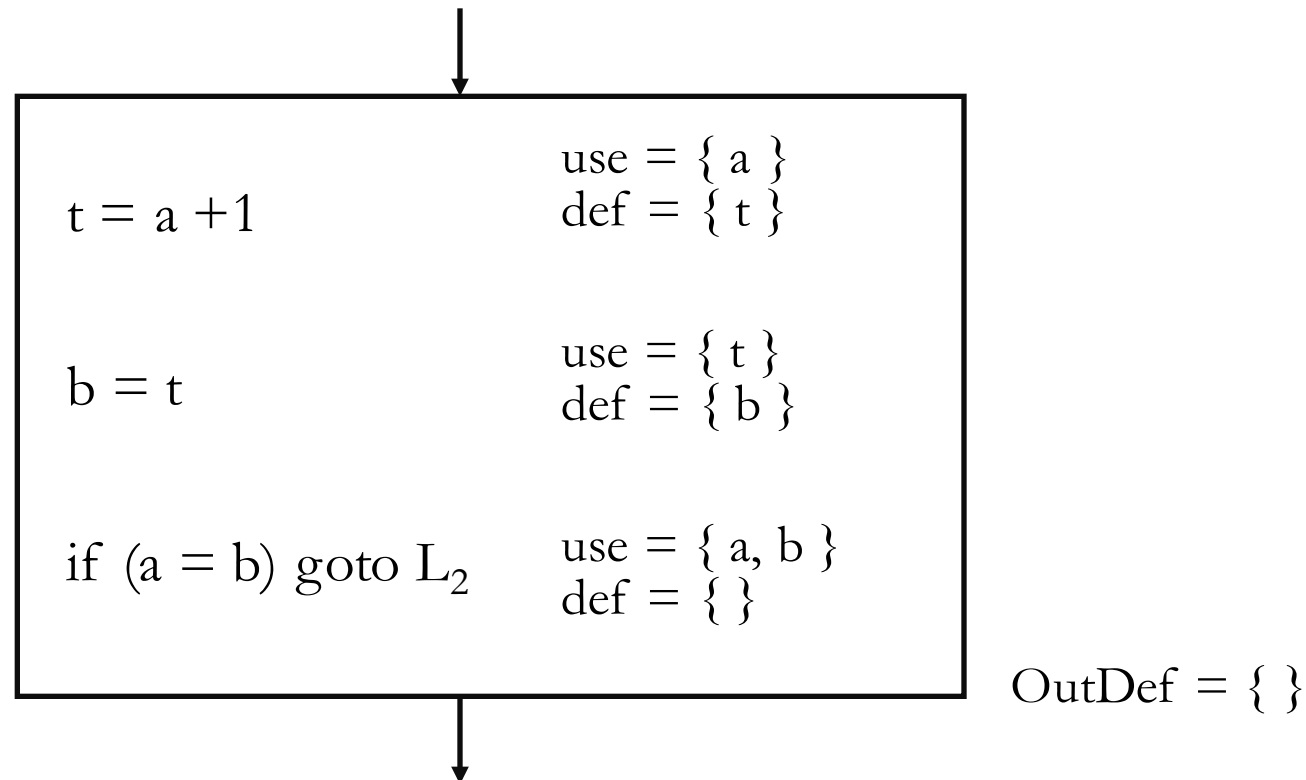 t = a +1
use = { a }
def = { t }
b = t
use = { t }
def = { b }
if (a = b) goto L₂
use = { a, b }
def = { }
OutDef = { }